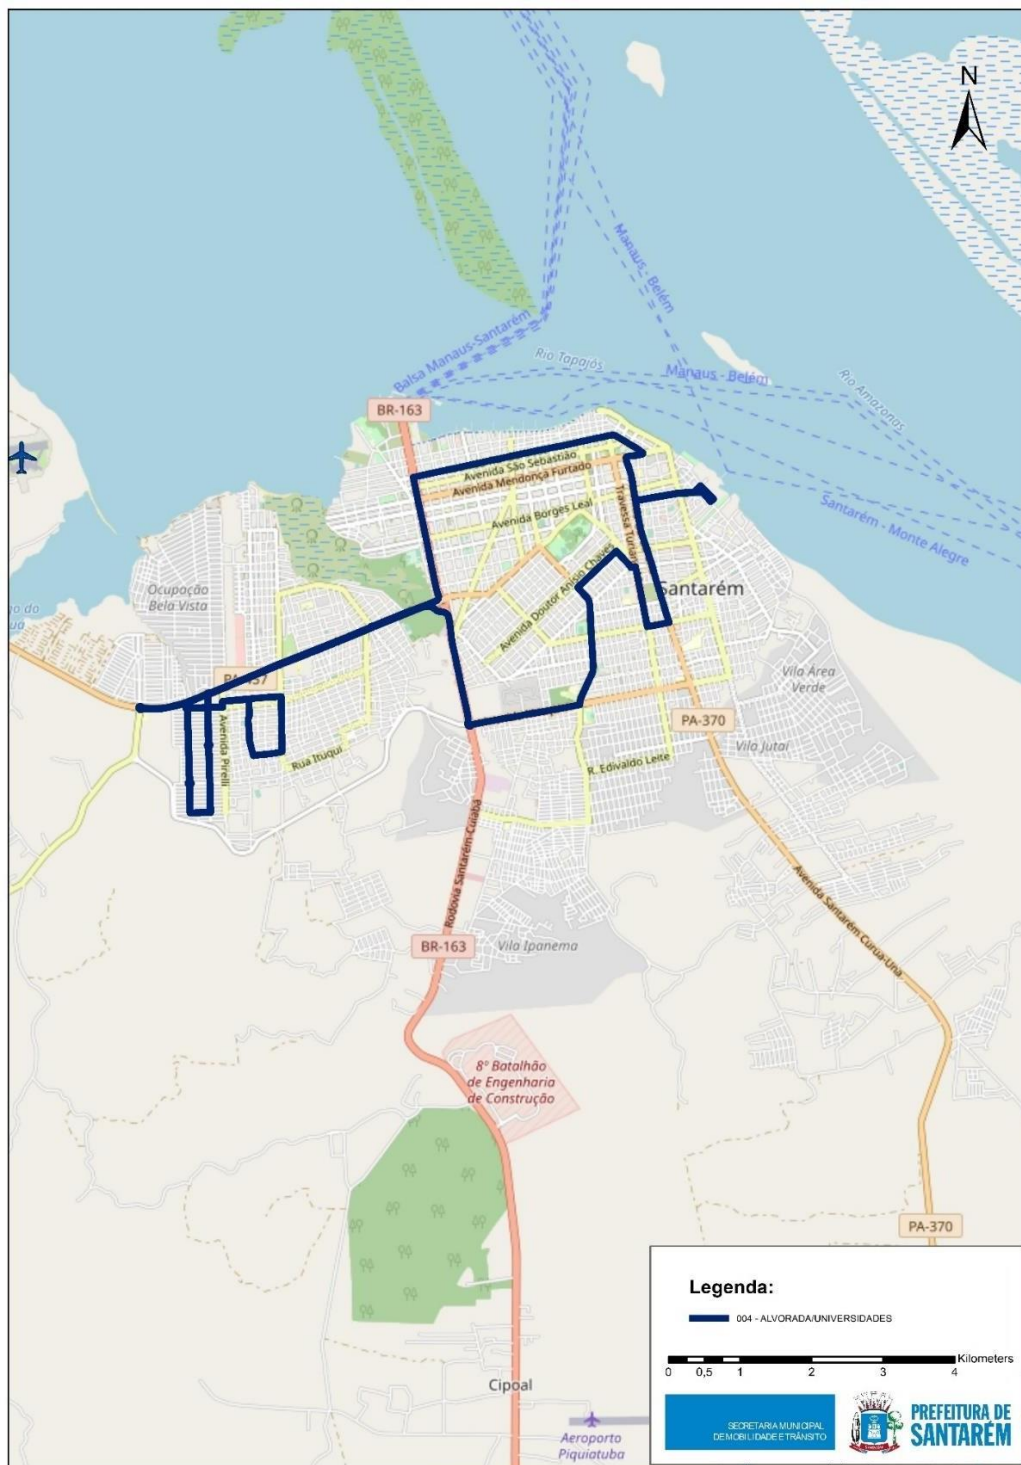 N
Manaus - Belém
Balsa Manaus-Santarém
Rio Tapajós
Manaus - Belém
Rio Amazonas
BR-163
Avenida São Sebastião
Avenida Mendonça Furtado
Avenida Borges Leal
Santarém - Monte Alegre
Avenida Doutor Anísio Chaves
Santarém
Ocupação
Bela Vista
Vila Área
Verde
PA-370
Vila Jutaí
Avenida Pirelli
Rua Ituqui
R. Edivaldo Leite
Rodovia Santarém-Cuiabá
Avenida Santarém Curuá-Una
BR-163
Vila Ipanema
8º Batalhão
de Engenharia
de Construção
PA-370
Cipoal
Aeroporto
Piquiatuba
Legenda:
004 - ALVORADA/UNIVERSIDADES
Kilometers
0 0,5 1 2 3 4
SECRETARIA MUNICIPAL
DE MOBILIDADE E TRÂNSITO
PREFEITURA DE
SANTARÉM